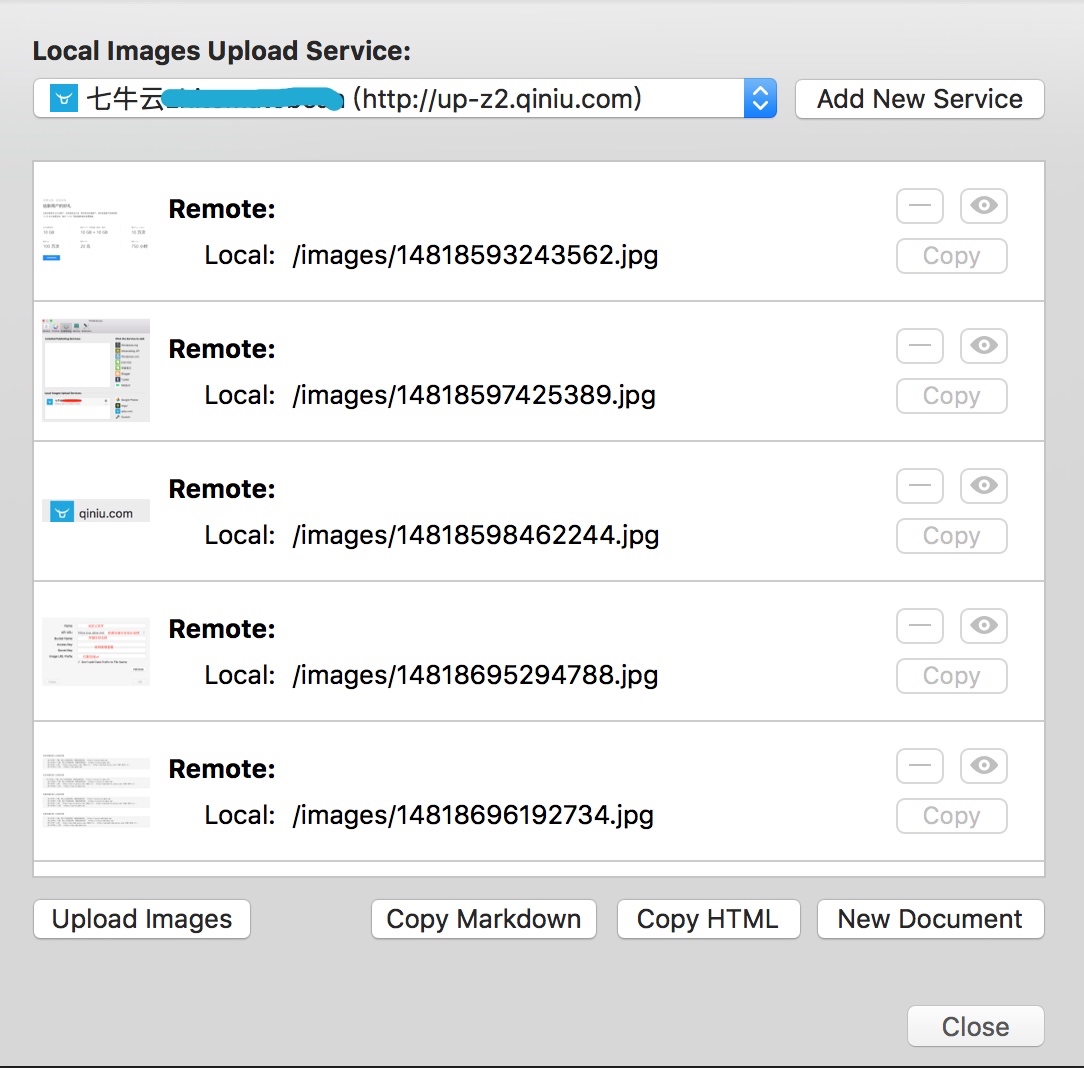 Local Images Upload Service:
七牛云 (http://up-z2.qiniu.com)
Add New Service
Remote:
Local: /images/14818593243562.jpg
Copy
Remote:
Local: /images/14818597425389.jpg
Copy
qiniu.com
Remote:
Local: /images/14818598462244.jpg
Copy
Remote:
Local: /images/14818695294788.jpg
Copy
Remote:
Local: /images/14818696192734.jpg
Copy
Upload Images
Copy Markdown
Copy HTML
New Document
Close